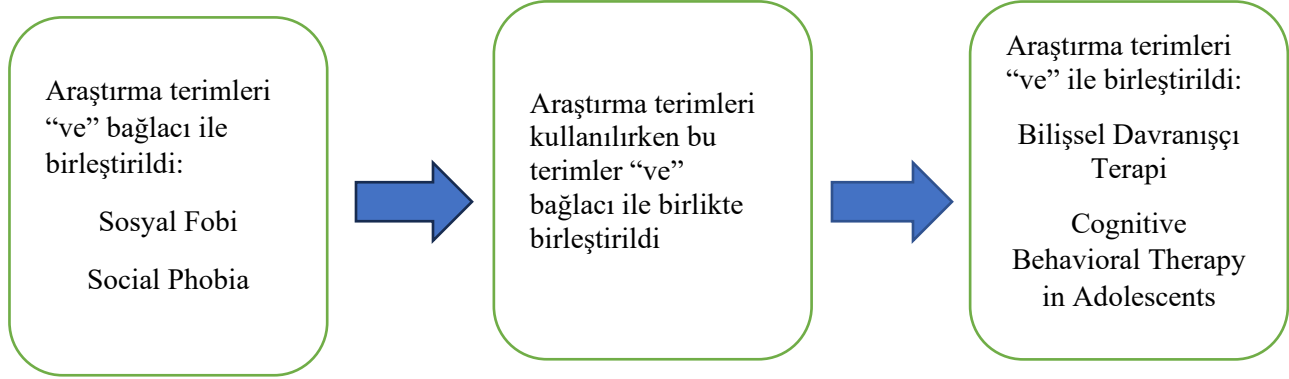 Araştırma terimleri
“ve” bağlacı ile
birleştirildi:
Sosyal Fobi
Social Phobia
Araştırma terimleri
kullanılırken bu
terimler “ve”
bağlacı ile birlikte
birleştirildi
Araştırma terimleri
“ve” ile birleştirildi:
Bilişsel Davranışçı
Terapi
Cognitive
Behavioral Therapy
in Adolescents